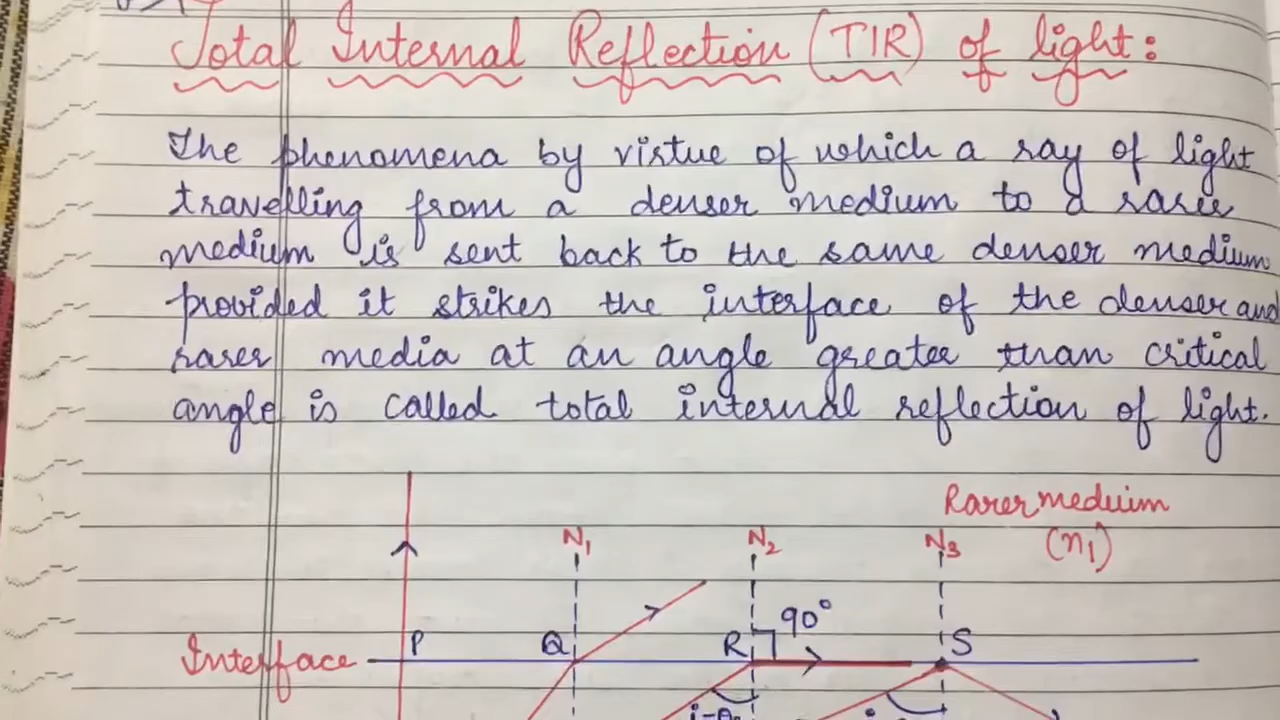 Total Internal Reflection (TIR) of light:
The phenomena by virtue of which a ray of light
travelling from a denser medium to a rarer
medium is sent back to the same denser medium
provided it strikes the interface of the denser and
rarer media at an angle greater than critical
angle is called total internal reflection of light.
Rarer meduim
(n1)
N1 N2 N3
90°
P Q R S
Interface